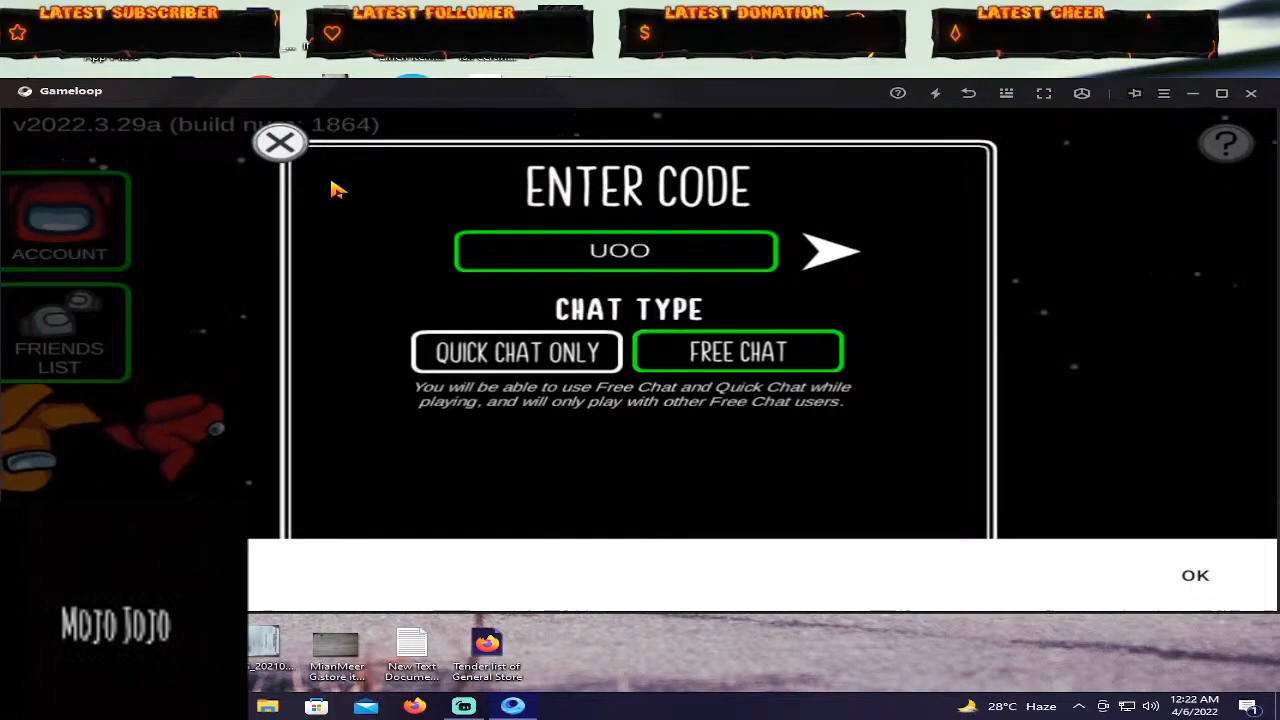 LATEST SUBSCRIBER
LATEST FOLLOWER
LATEST DONATION
LATEST CHEER
Gameloop
v2022.3.29a (build num: 1864)
ENTER CODE
UOO
ACCOUNT
CHAT TYPE
QUICK CHAT ONLY
FREE CHAT
FRIENDS
LIST
You will be able to use Free Chat and Quick Chat while
playing, and will only play with other Free Chat users.
OK
MOJO JOJO
_20210...
MianMeer
G.store it...
New Text
Docume...
Tender list of
General Store
28°C Haze
12:22 AM
4/6/2022